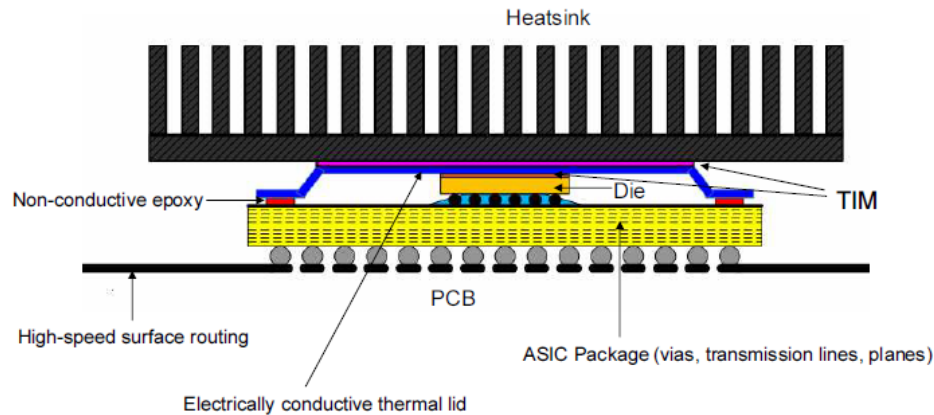 Heatsink
Die
Non-conductive epoxy
TIM
PCB
High-speed surface routing
ASIC Package (vias, transmission lines, planes)
Electrically conductive thermal lid